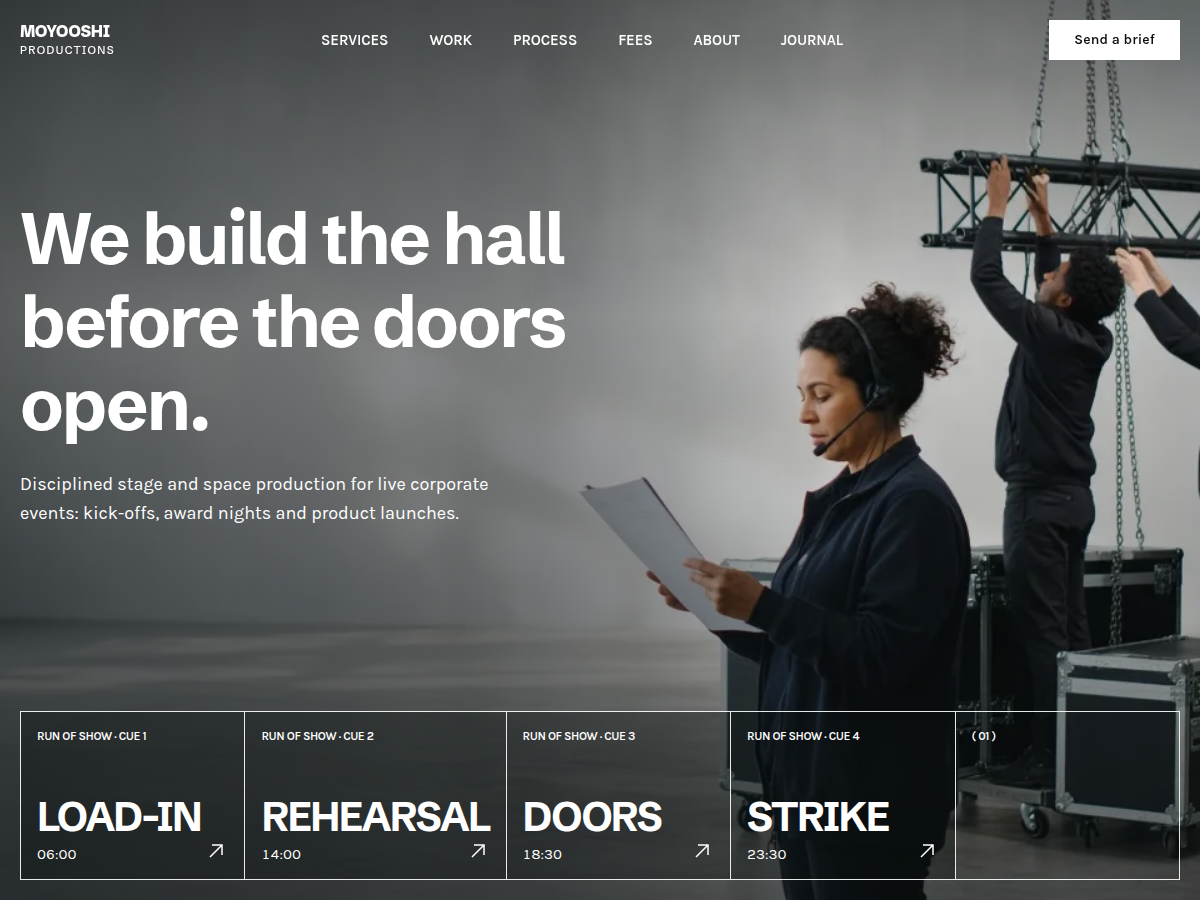 MOYOOSHI
PRODUCTIONS
SERVICES
WORK
PROCESS
FEES
ABOUT
JOURNAL
Send a brief
We build the hall
before the doors
open.
Disciplined stage and space production for live corporate
events: kick-offs, award nights and product launches.
RUN OF SHOW · CUE 1
LOAD-IN
06:00
RUN OF SHOW · CUE 2
REHEARSAL
14:00
RUN OF SHOW · CUE 3
DOORS
18:30
RUN OF SHOW · CUE 4
STRIKE
23:30
( 01 )